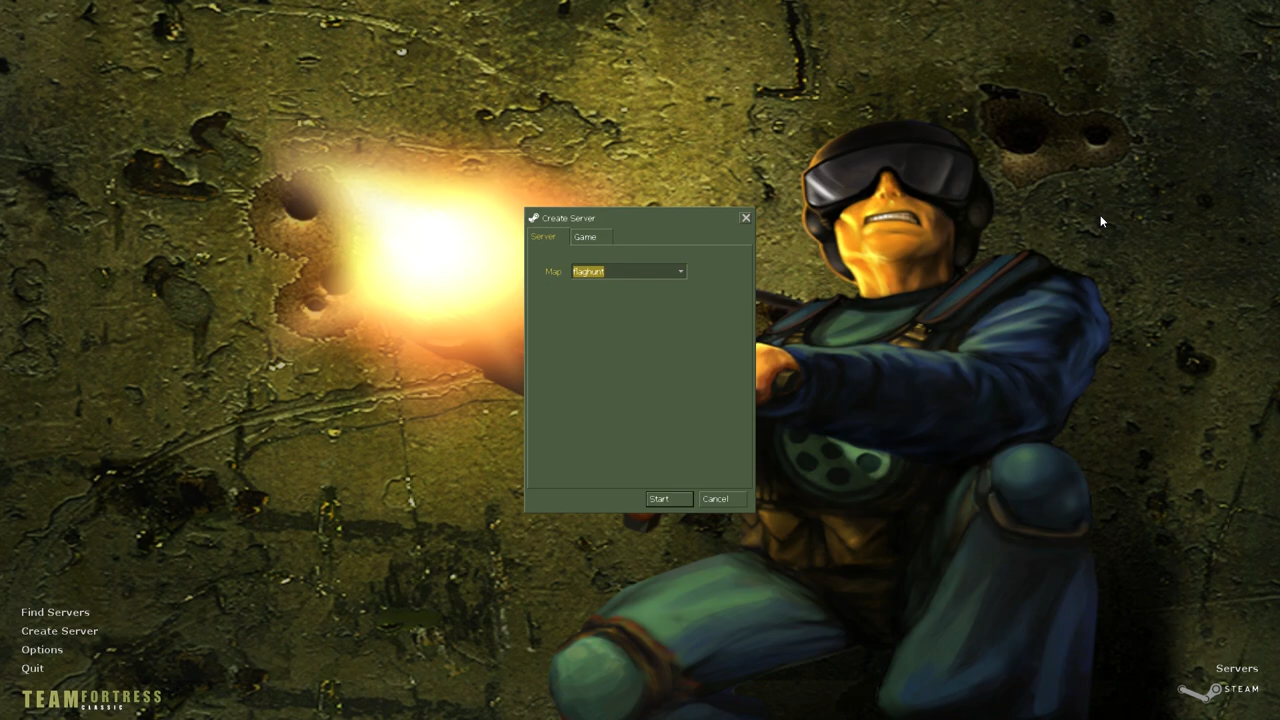 Create Server
Server
Game
Map
flaghunt
Start
Cancel
Find Servers
Create Server
Options
Quit
TEAM FORTRESS
CLASSIC
Servers
STEAM